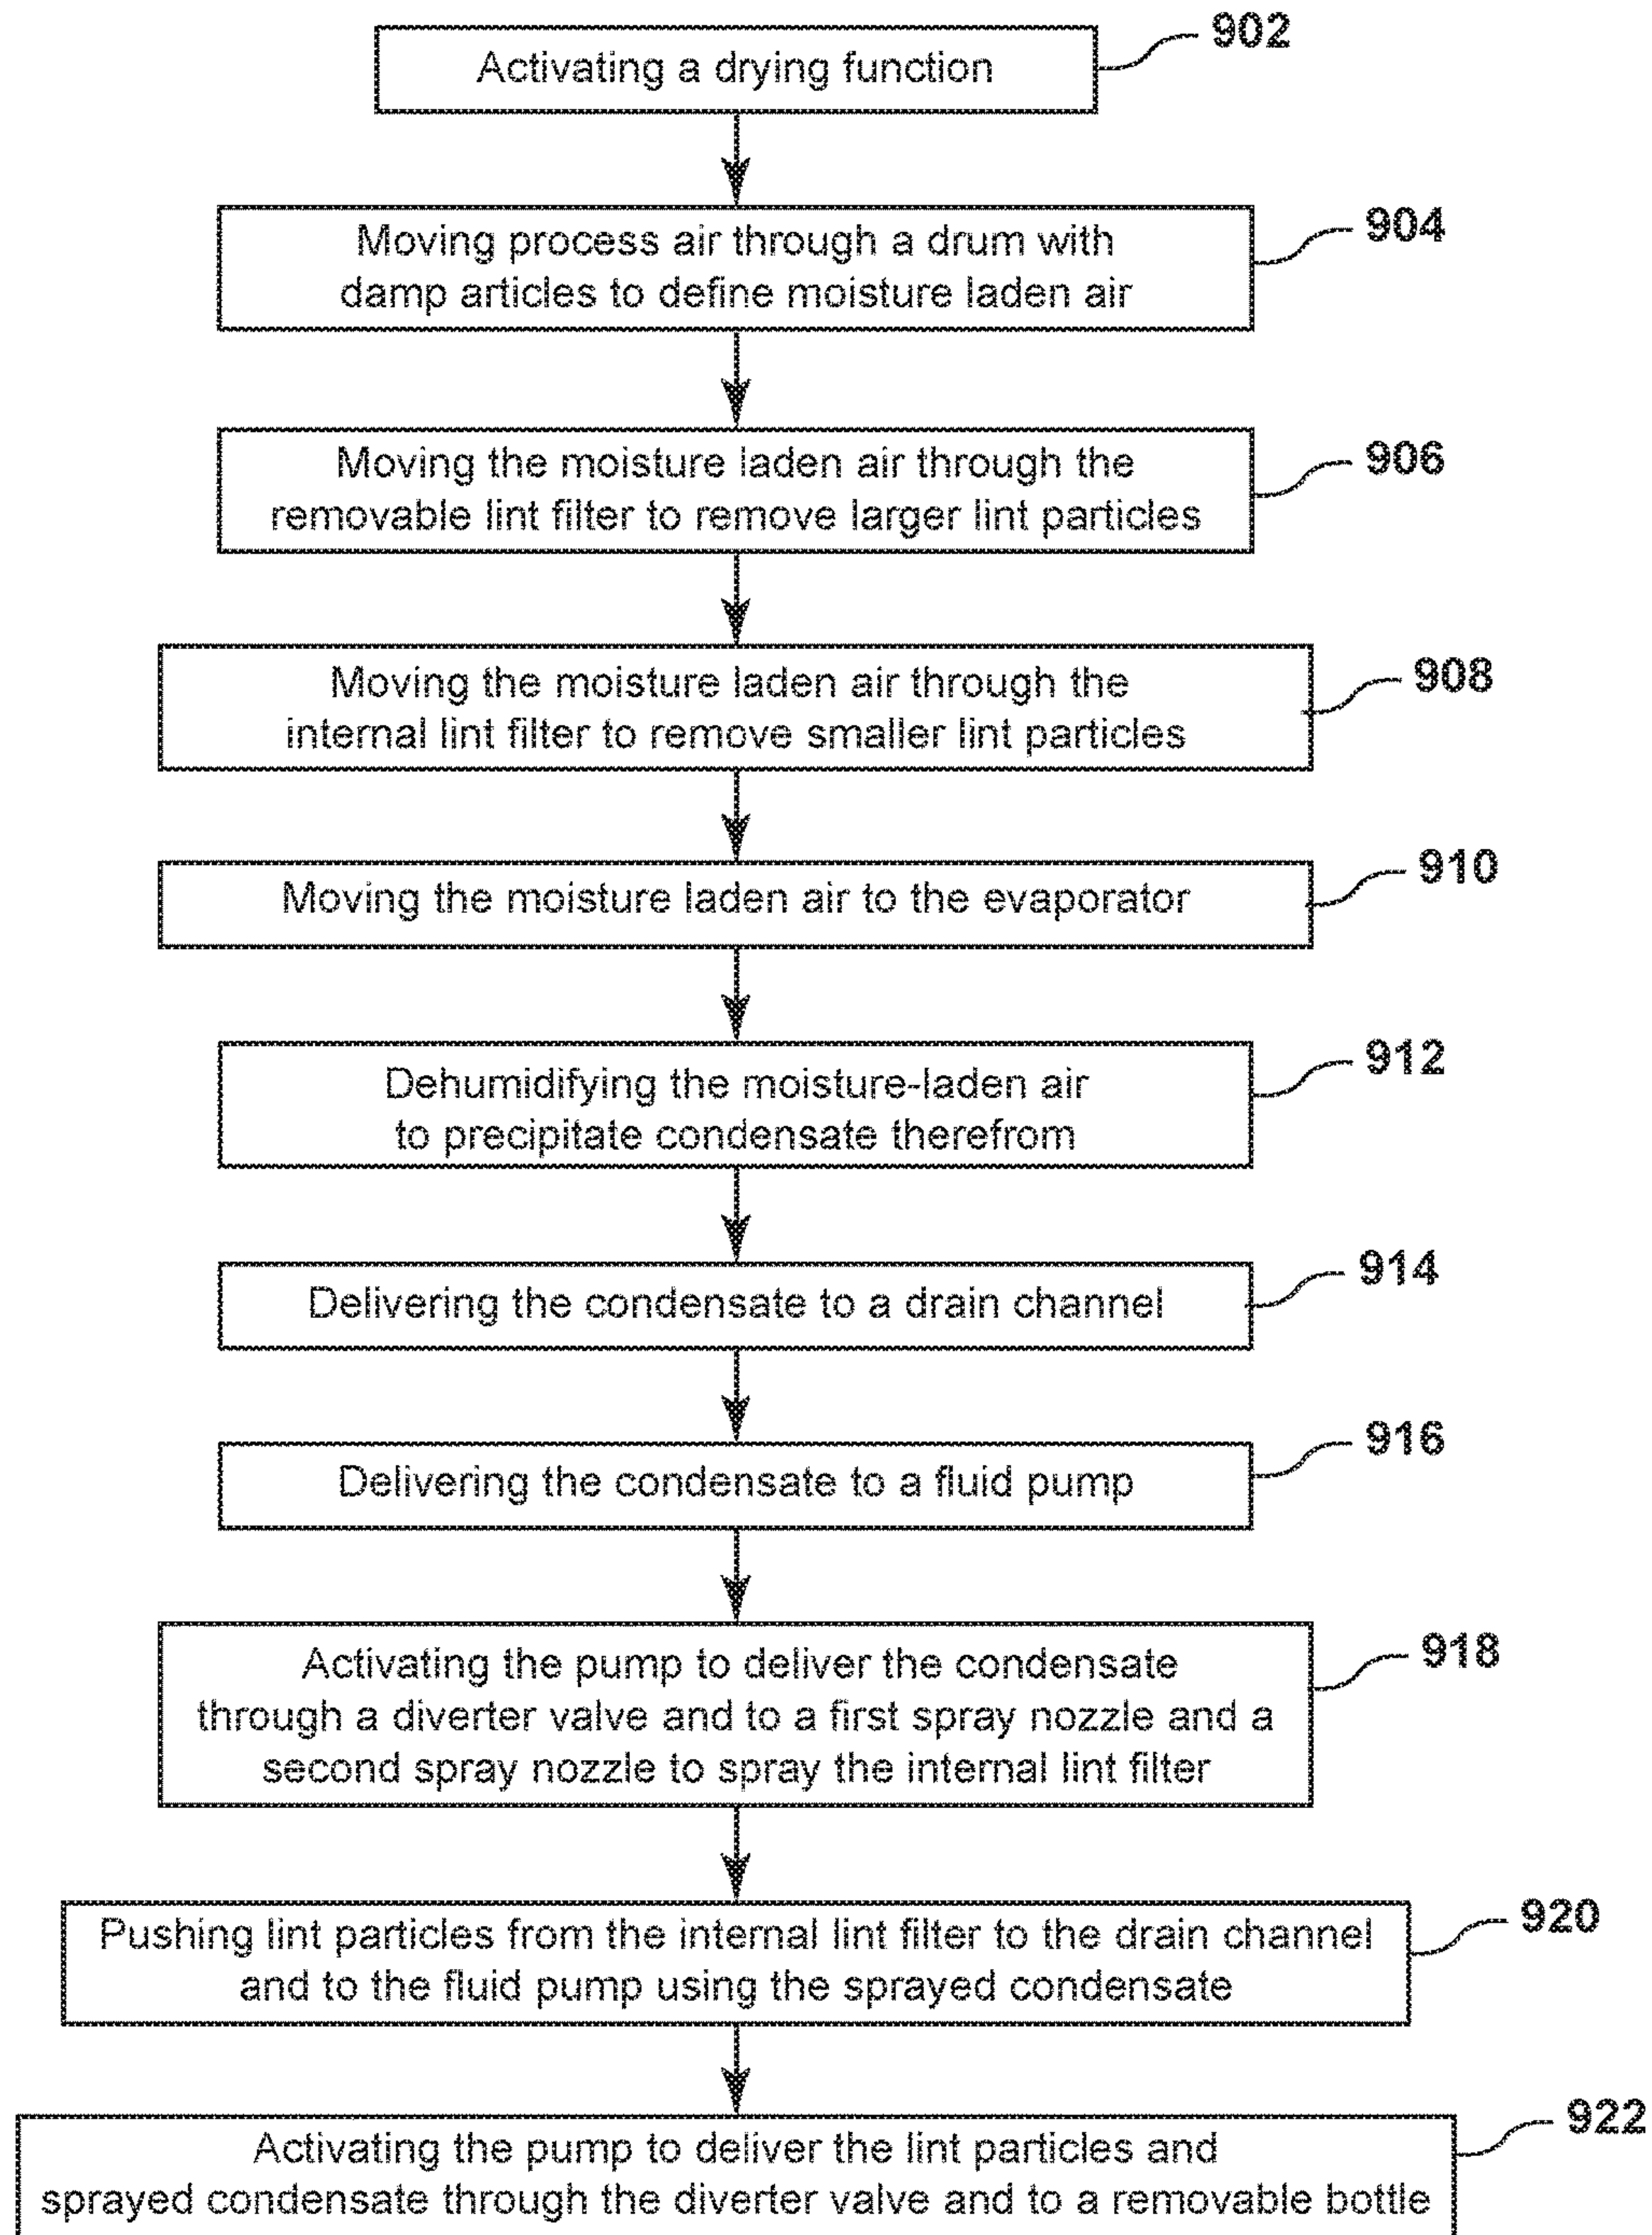 Activating a drying function
902
Moving process air through a drum with
damp articles to define moisture laden air
904
Moving the moisture laden air through the
removable lint filter to remove larger lint particles
906
Moving the moisture laden air through the
internal lint filter to remove smaller lint particles
908
Moving the moisture laden air to the evaporator
910
Dehumidifying the moisture-laden air
to precipitate condensate therefrom
912
Delivering the condensate to a drain channel
914
Delivering the condensate to a fluid pump
916
Activating the pump to deliver the condensate
through a diverter valve and to a first spray nozzle and a
second spray nozzle to spray the internal lint filter
918
Pushing lint particles from the internal lint filter to the drain channel
and to the fluid pump using the sprayed condensate
920
Activating the pump to deliver the lint particles and
sprayed condensate through the diverter valve and to a removable bottle
922